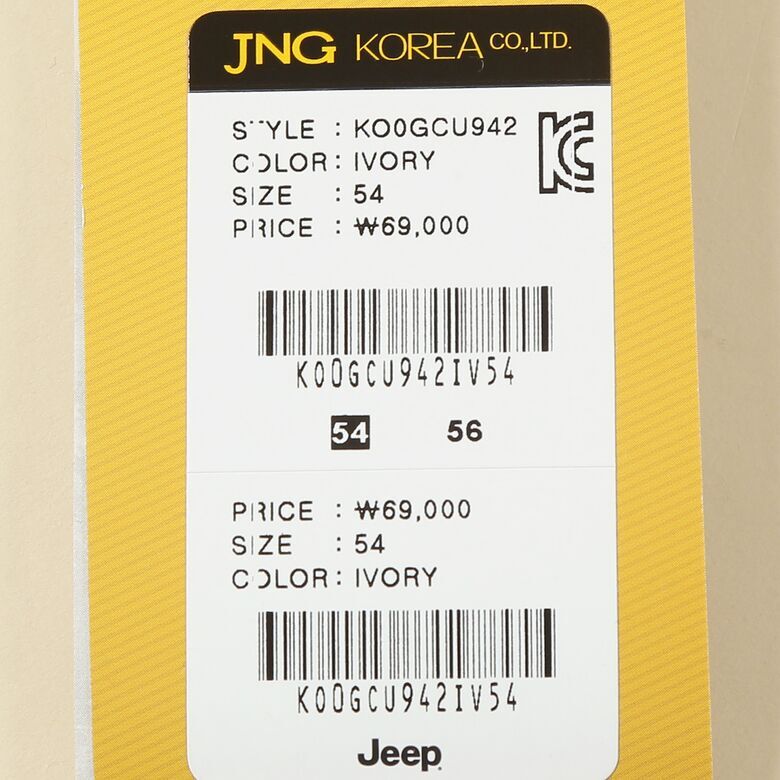 JNG KOREA CO.,LTD.
STYLE : KO0GCU942
COLOR : IVORY
SIZE : 54
PRICE : ₩69,000
K00GCU942IV54
54 56
PRICE : ₩69,000
SIZE : 54
COLOR : IVORY
K00GCU942IV54
Jeep